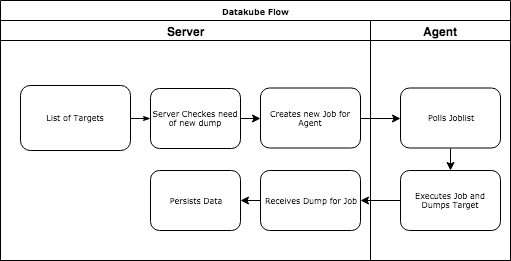 Datakube Flow
Server
Agent
List of Targets
Server Checkes need
of new dump
Creates new Job for
Agent
Polls Joblist
Persists Data
Receives Dump for Job
Executes Job and
Dumps Target